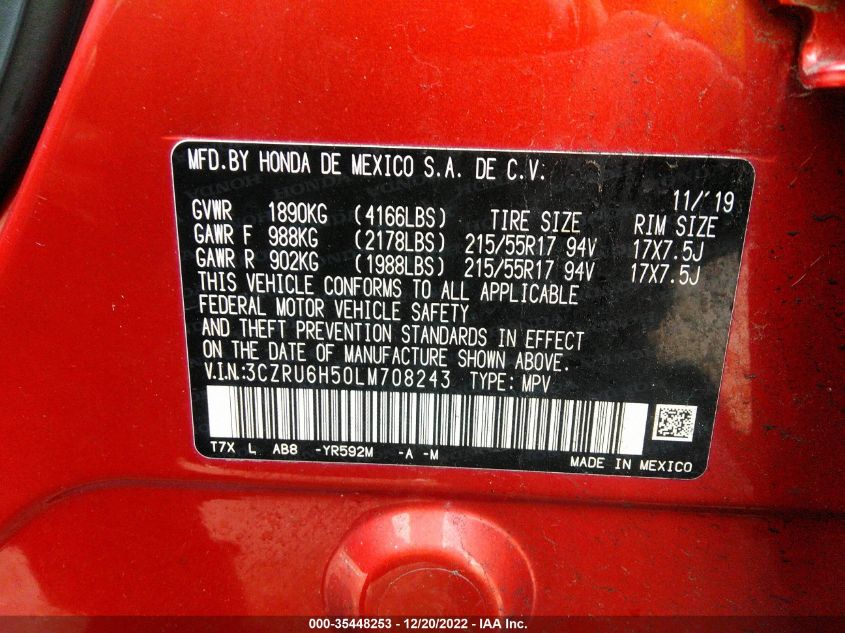 MFD.BY HONDA DE MEXICO S.A. DE C.V.
11/'19
GVWR 1890KG (4166LBS) TIRE SIZE RIM SIZE
GAWR F 988KG (2178LBS) 215/55R17 94V 17X7.5J
GAWR R 902KG (1988LBS) 215/55R17 94V 17X7.5J
THIS VEHICLE CONFORMS TO ALL APPLICABLE
FEDERAL MOTOR VEHICLE SAFETY
AND THEFT PREVENTION STANDARDS IN EFFECT
ON THE DATE OF MANUFACTURE SHOWN ABOVE.
V.I.N:3CZRU6H50LM708243 TYPE: MPV
T7X L AB8 -YR592M -A -M
MADE IN MEXICO
000-35448253 - 12/20/2022 - IAA Inc.